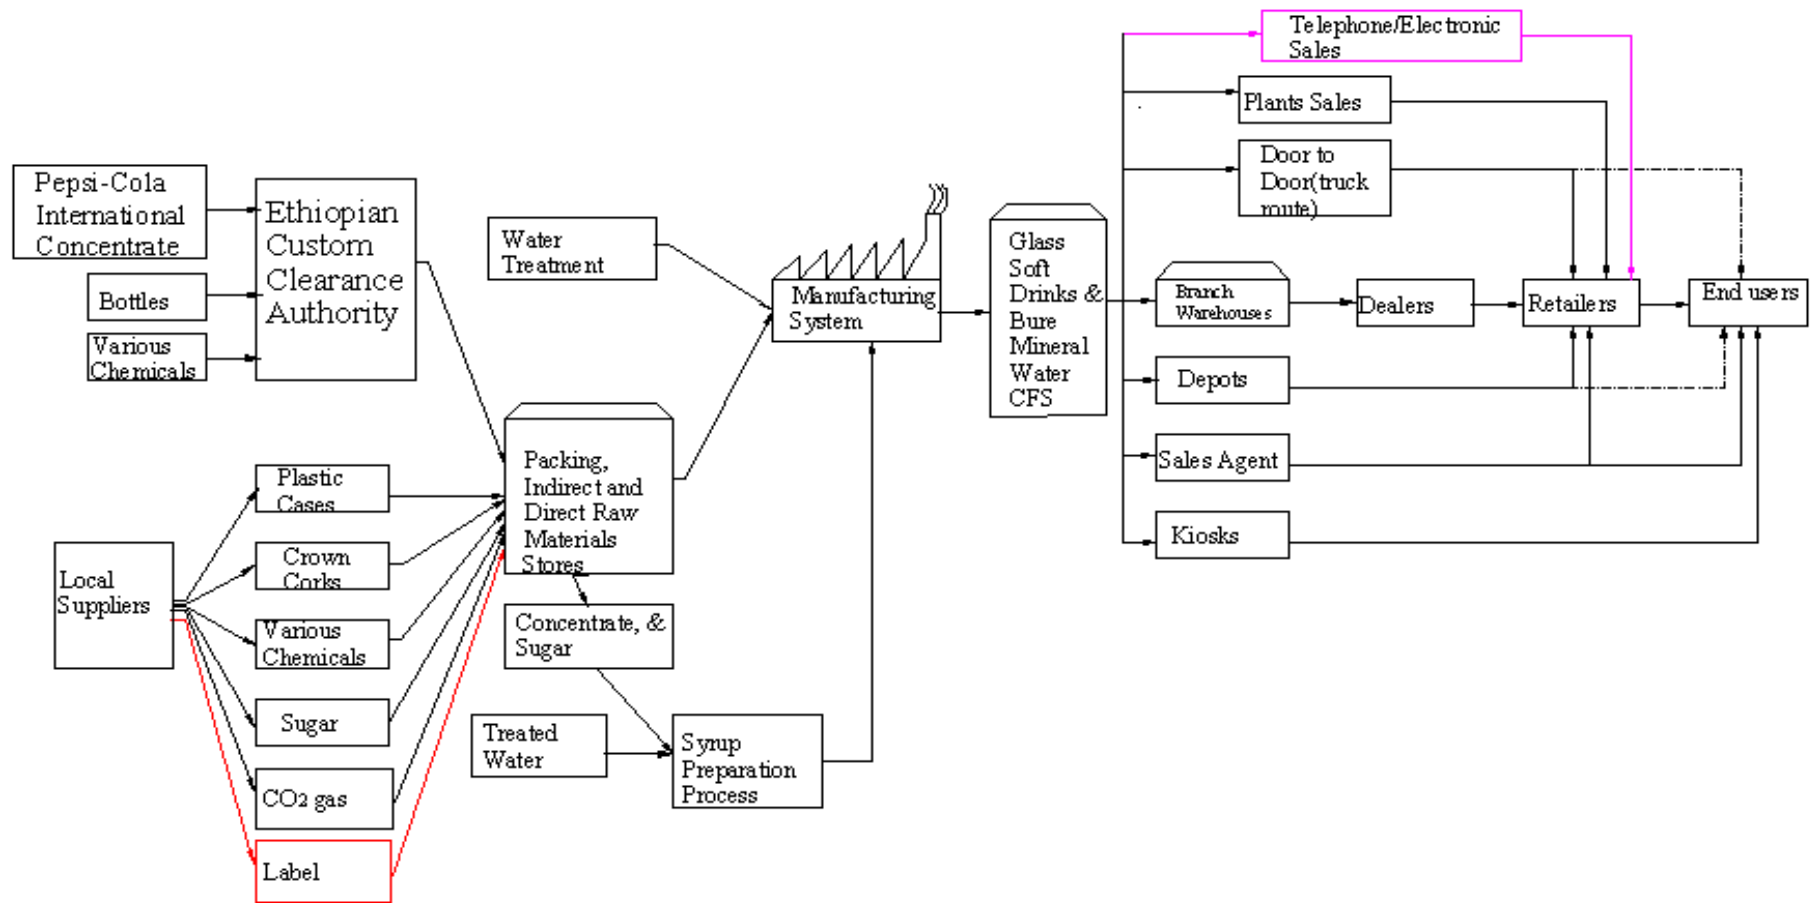 Telephone/Electronic
Sales
Plants Sales
Door to
Door(truck
route)
Pepsi-Cola
International
Concentrate
Bottles
Various
Chemicals
Ethiopian
Custom
Clearance
Authority
Water
Treatment
Manufacturing
System
Glass
Soft
Drinks &
Bure
Mineral
Water
CFS
Branch
Warehouses
Dealers
Retailers
End users
Depots
Sales Agent
Kiosks
Local
Suppliers
Plastic
Cases
Crown
Corks
Various
Chemicals
Sugar
CO2 gas
Label
Packing,
Indirect and
Direct Raw
Materials
Stores
Concentrate, &
Sugar
Treated
Water
Syrup
Preparation
Process